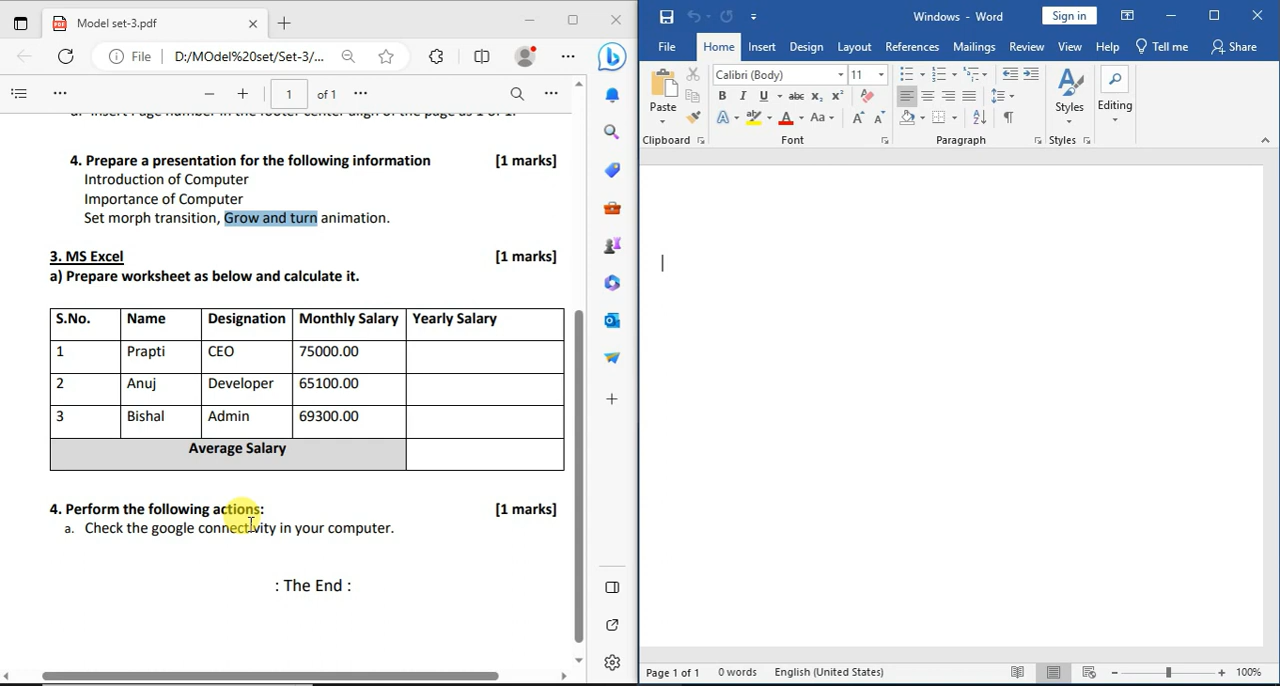 Model set-3.pdf
File
D:/MOdel%20set/Set-3/...
1
of 1
4. Prepare a presentation for the following information [1 marks]
Introduction of Computer
Importance of Computer
Set morph transition, Grow and turn animation.
3. MS Excel [1 marks]
a) Prepare worksheet as below and calculate it.
S.No. Name Designation Monthly Salary Yearly Salary
1 Prapti CEO 75000.00
2 Anuj Developer 65100.00
3 Bishal Admin 69300.00
Average Salary
4. Perform the following actions: [1 marks]
a. Check the google connectivity in your computer.
: The End :
Windows - Word
Sign in
File Home Insert Design Layout References Mailings Review View Help Tell me Share
Calibri (Body) 11
Paste
Styles
Editing
Clipboard Font Paragraph Styles
Page 1 of 1 0 words English (United States) 100%